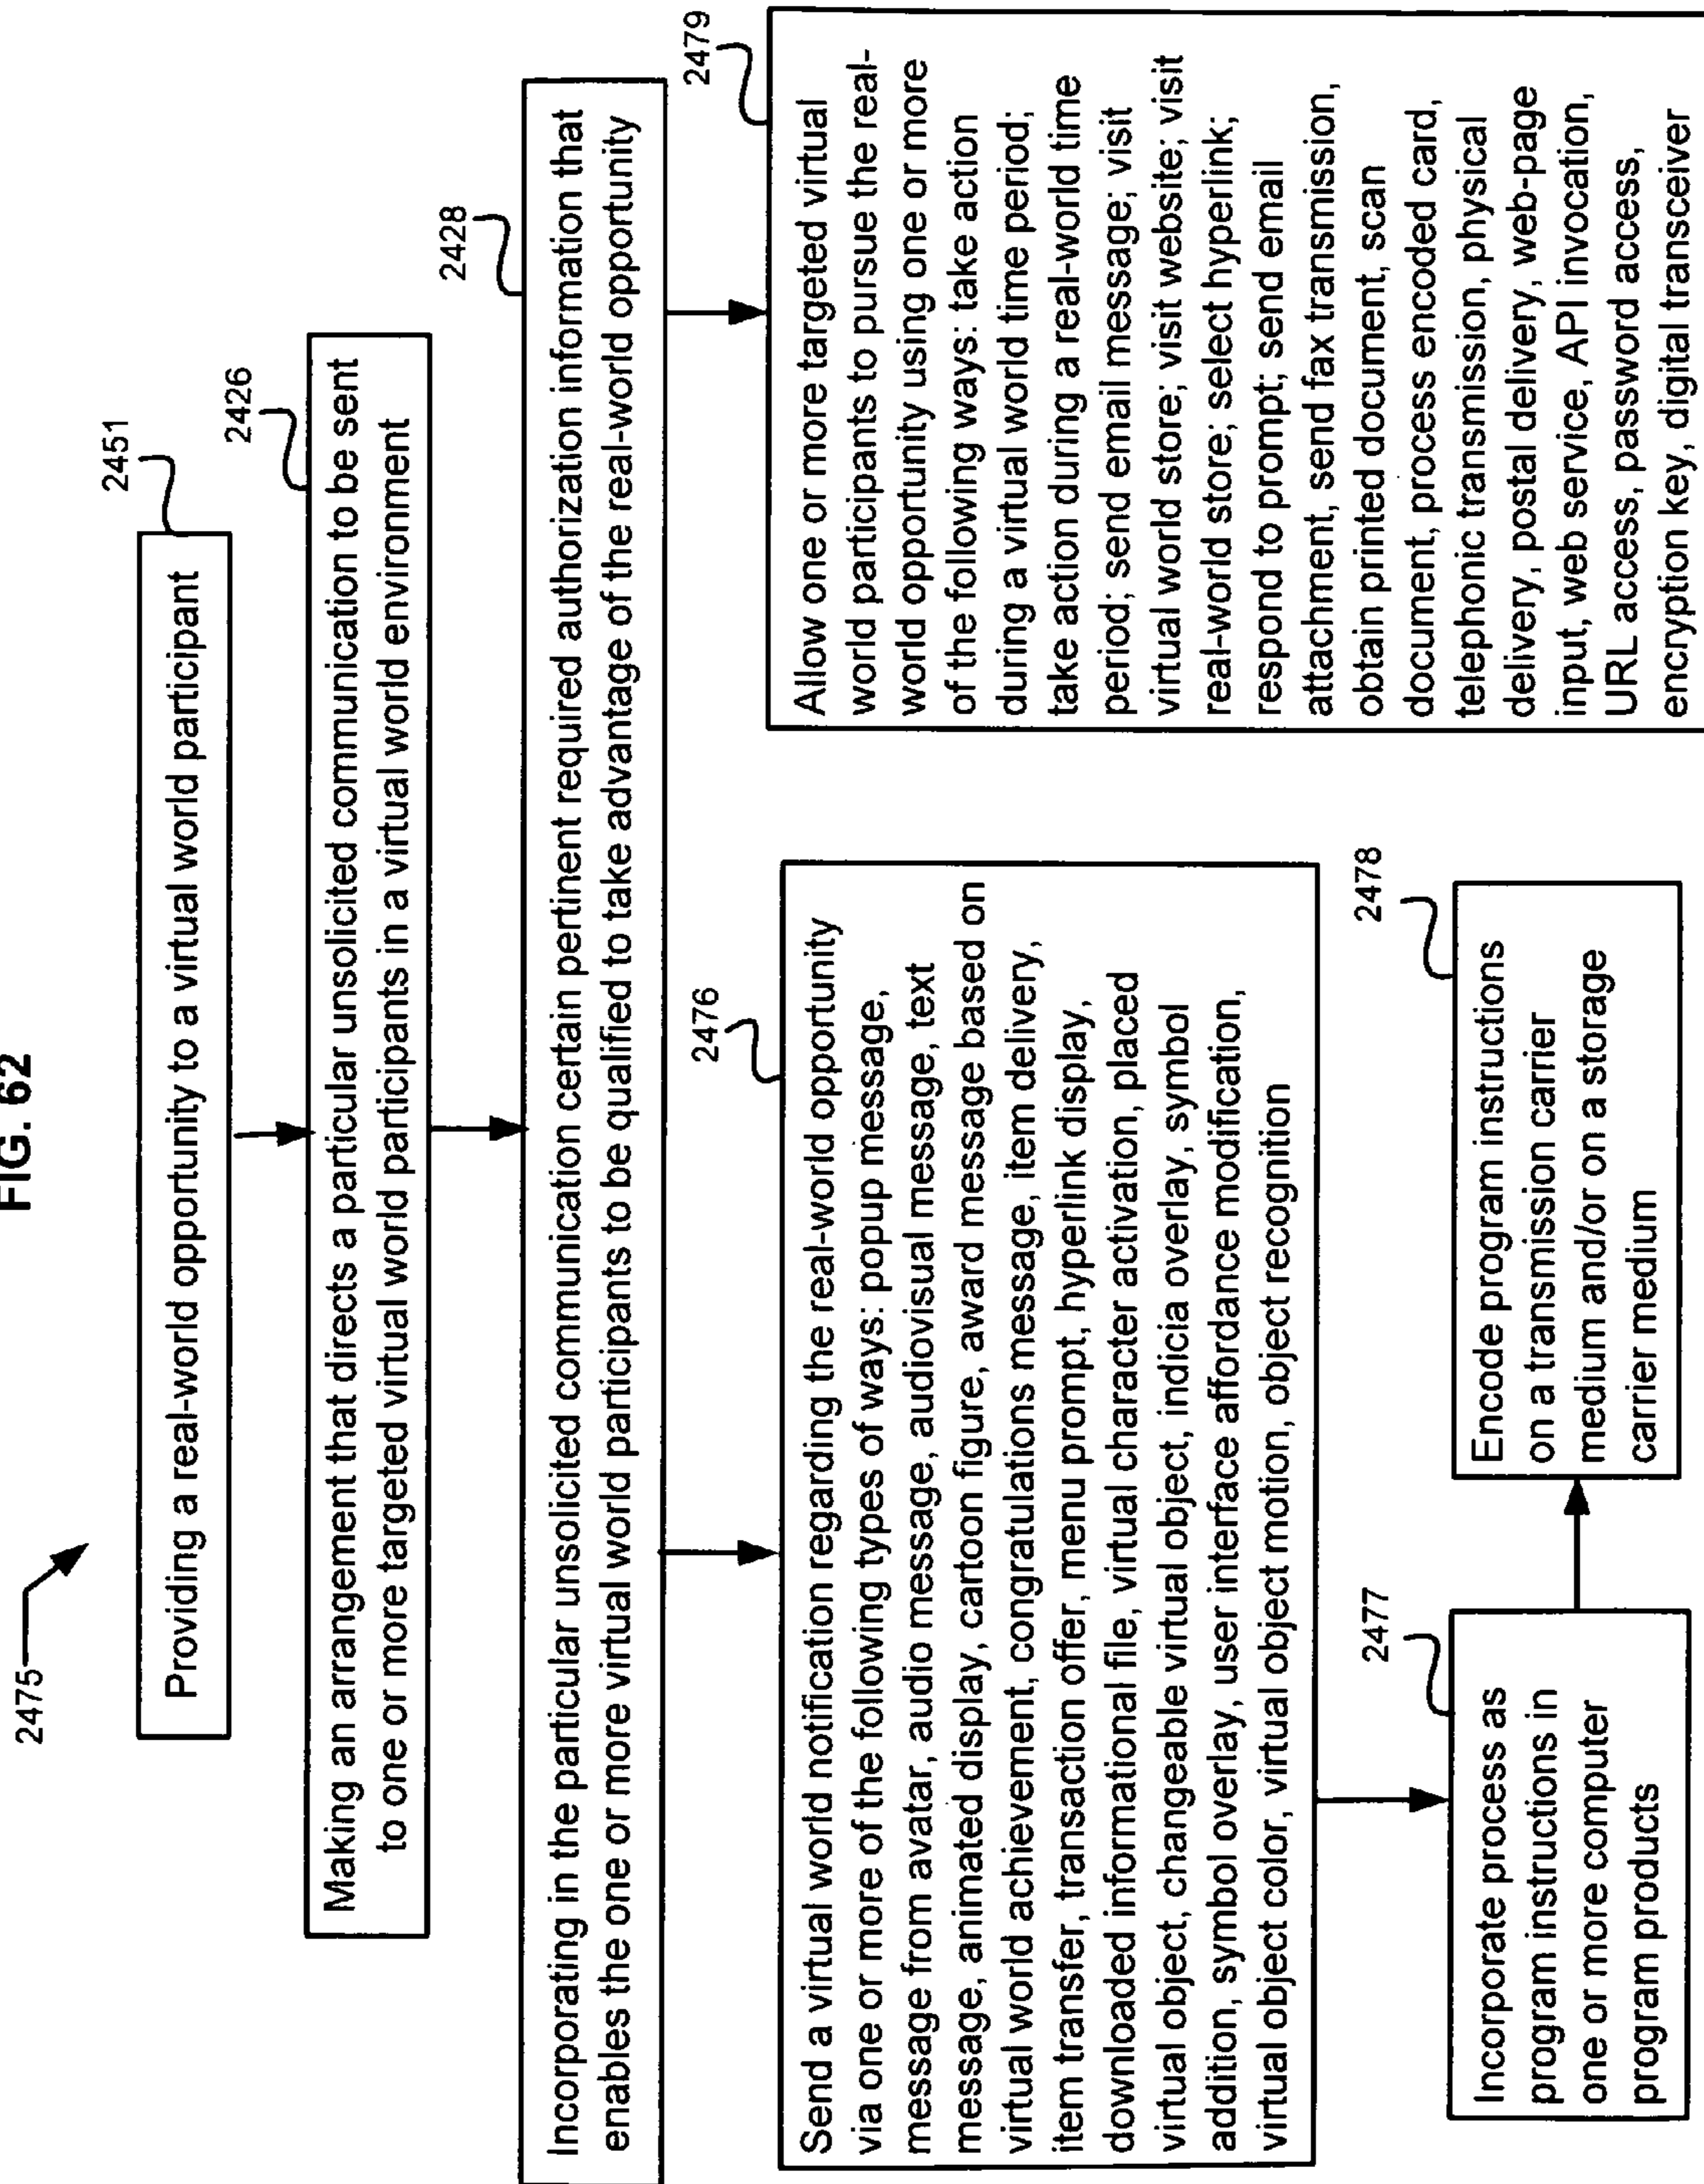 FIG. 62
2475
2451
Providing a real-world opportunity to a virtual world participant
2426
Making an arrangement that directs a particular unsolicited communication to be sent
to one or more targeted virtual world participants in a virtual world environment
2428
Incorporating in the particular unsolicited communication certain pertinent required authorization information that
enables the one or more virtual world participants to be qualified to take advantage of the real-world opportunity
2476
Send a virtual world notification regarding the real-world opportunity
via one or more of the following types of ways: popup message,
message from avatar, audio message, audiovisual message, text
message, animated display, cartoon figure, award message based on
virtual world achievement, congratulations message, item delivery,
item transfer, transaction offer, menu prompt, hyperlink display,
downloaded informational file, virtual character activation, placed
virtual object, changeable virtual object, indicia overlay, symbol
addition, symbol overlay, user interface affordance modification,
virtual object color, virtual object motion, object recognition
2479
Allow one or more targeted virtual
world participants to pursue the real-
world opportunity using one or more
of the following ways: take action
during a virtual world time period;
take action during a real-world time
period; send email message; visit
virtual world store; visit website; visit
real-world store; select hyperlink;
respond to prompt; send email
attachment, send fax transmission,
obtain printed document, scan
document, process encoded card,
telephonic transmission, physical
delivery, postal delivery, web-page
input, web service, API invocation,
URL access, password access,
encryption key, digital transceiver
2477
Incorporate process as
program instructions in
one or more computer
program products
2478
Encode program instructions
on a transmission carrier
medium and/or on a storage
carrier medium